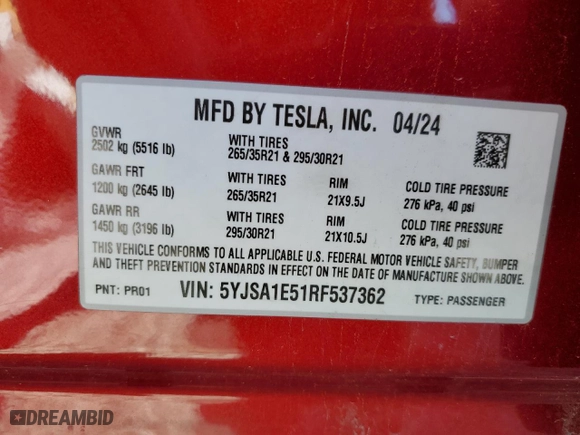 MFD BY TESLA, INC. 04/24
GVWR
2502 kg (5516 lb) WITH TIRES
265/35R21 & 295/30R21
GAWR FRT
1200 kg (2645 lb) WITH TIRES
265/35R21 RIM
21X9.5J COLD TIRE PRESSURE
276 kPa, 40 psi
GAWR RR
1450 kg (3196 lb) WITH TIRES
295/30R21 RIM
21X10.5J COLD TIRE PRESSURE
276 kPa, 40 psi
THIS VEHICLE CONFORMS TO ALL APPLICABLE U.S. FEDERAL MOTOR VEHICLE SAFETY, BUMPER
AND THEFT PREVENTION STANDARDS IN EFFECT ON THE DATE OF MANUFACTURE SHOWN ABOVE.
PNT: PR01 VIN: 5YJSA1E51RF537362 TYPE: PASSENGER
DREAMBID